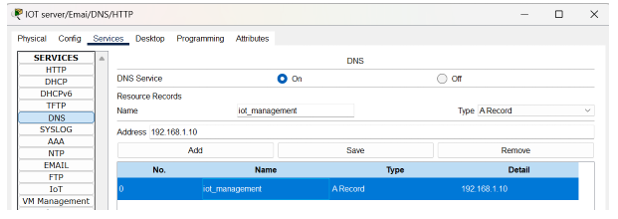 IOT server/Emai/DNS/HTTP
Physical Config Services Desktop Programming Attributes
SERVICES
HTTP
DHCP
DHCPv6
TFTP
DNS
SYSLOG
AAA
NTP
EMAIL
FTP
IoT
VM Management
DNS
DNS Service On Off
Resource Records
Name iot_management Type A Record
Address 192.168.1.10
Add Save Remove
No. Name Type Detail
0 iot_management A Record 192.168.1.10